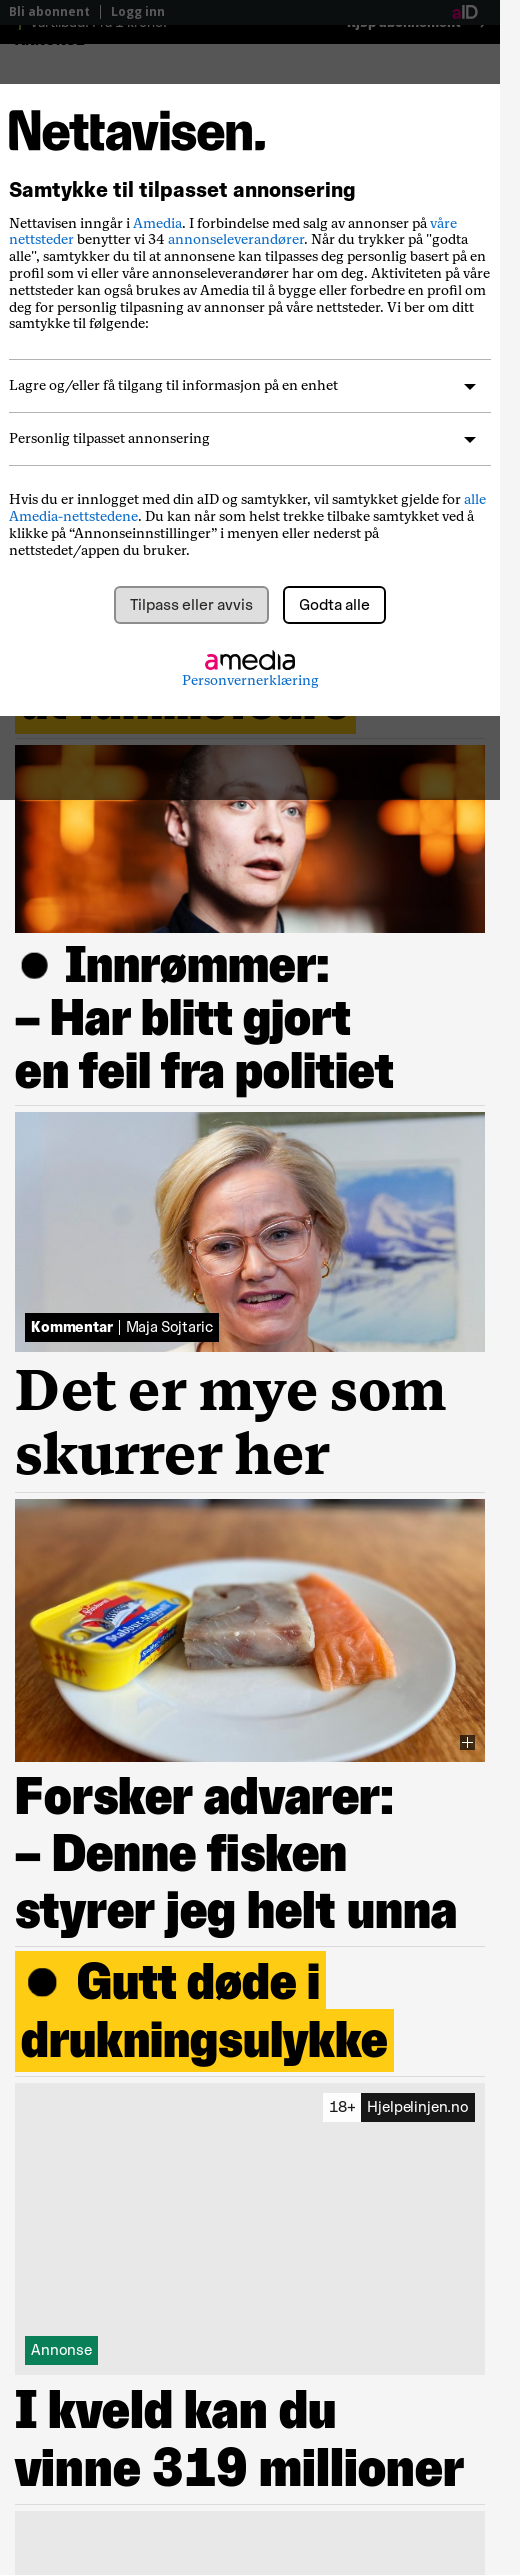 Bli abonnent | Logg inn
aID
Nettavisen.
Samtykke til tilpasset annonsering
Nettavisen inngår i Amedia. I forbindelse med salg av annonser på våre
nettsteder benytter vi 34 annonseleverandører. Når du trykker på "godta
alle", samtykker du til at annonsene kan tilpasses deg personlig basert på en
profil som vi eller våre annonseleverandører har om deg. Aktiviteten på våre
nettsteder kan også brukes av Amedia til å bygge eller forbedre en profil om
deg for personlig tilpasning av annonser på våre nettsteder. Vi ber om ditt
samtykke til følgende:
Lagre og/eller få tilgang til informasjon på en enhet
Personlig tilpasset annonsering
Hvis du er innlogget med din aID og samtykker, vil samtykket gjelde for alle
Amedia-nettstedene. Du kan når som helst trekke tilbake samtykket ved å
klikke på “Annonseinnstillinger” i menyen eller nederst på
nettstedet/appen du bruker.
Tilpass eller avvis
Godta alle
amedia
Personvernerklæring
Innrømmer:
– Har blitt gjort
en feil fra politiet
Kommentar | Maja Sojtaric
Det er mye som
skurrer her
Stabbur-Makrell
Forsker advarer:
– Denne fisken
styrer jeg helt unna
Gutt døde i
drukningsulykke
18+ Hjelpelinjen.no
Annonse
I kveld kan du
vinne 319 millioner